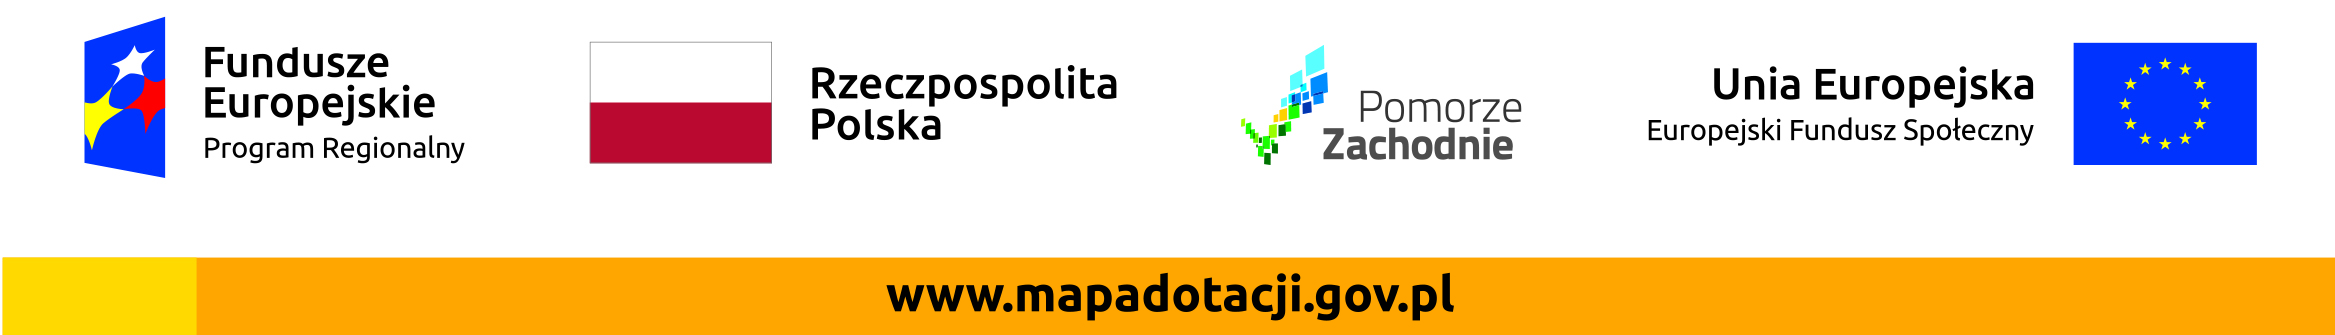 Fundusze
Europejskie
Program Regionalny
Rzeczpospolita
Polska
Pomorze
Zachodnie
Unia Europejska
Europejski Fundusz Społeczny
www.mapadotacji.gov.pl